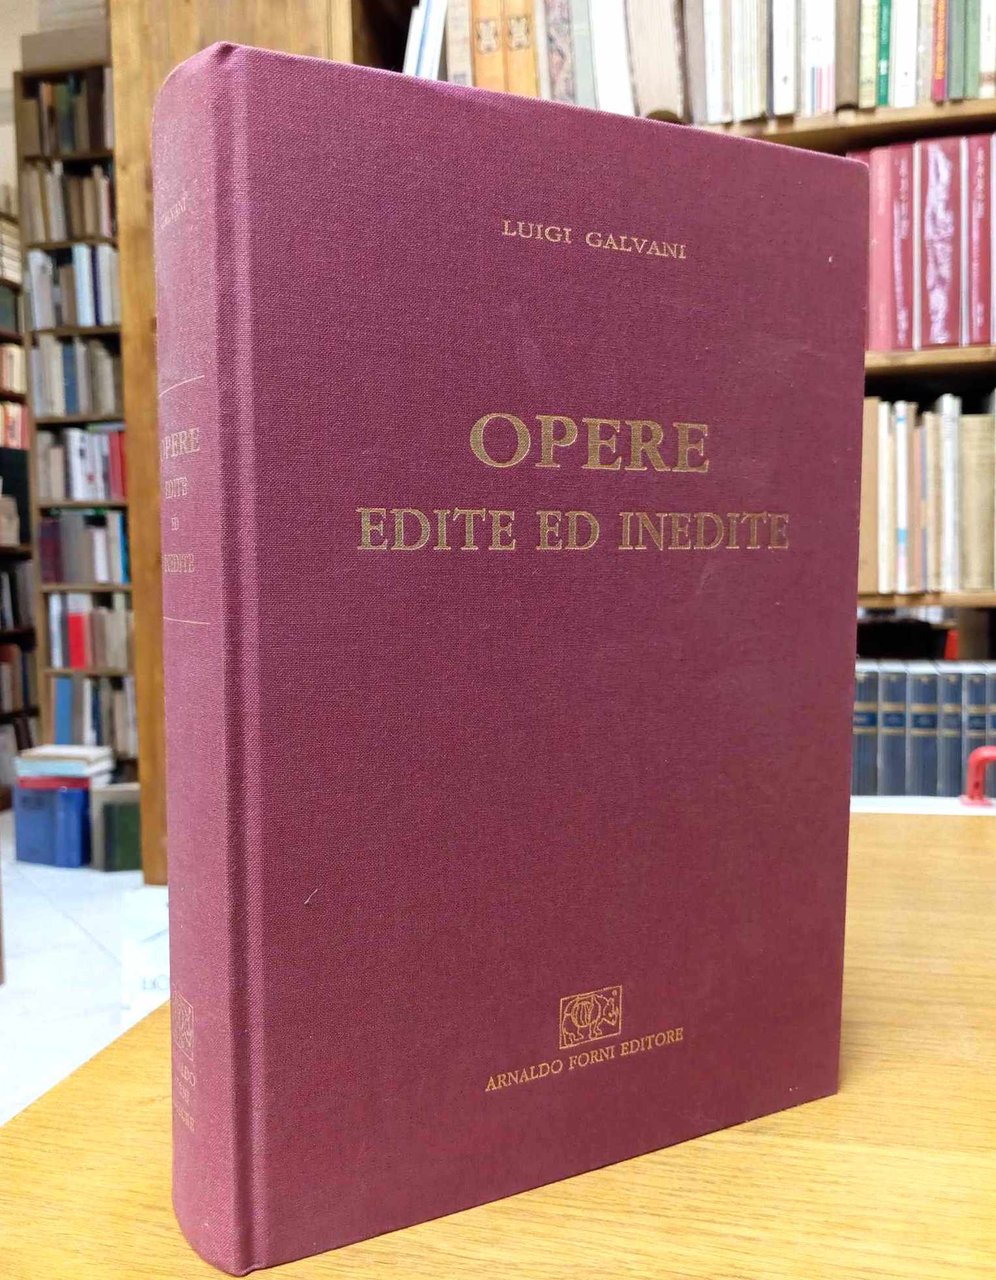 LUIGI GALVANI
OPERE
EDITE ED INEDITE
ARNALDO FORNI EDITORE
OPERE
EDITE
ED
INEDITE